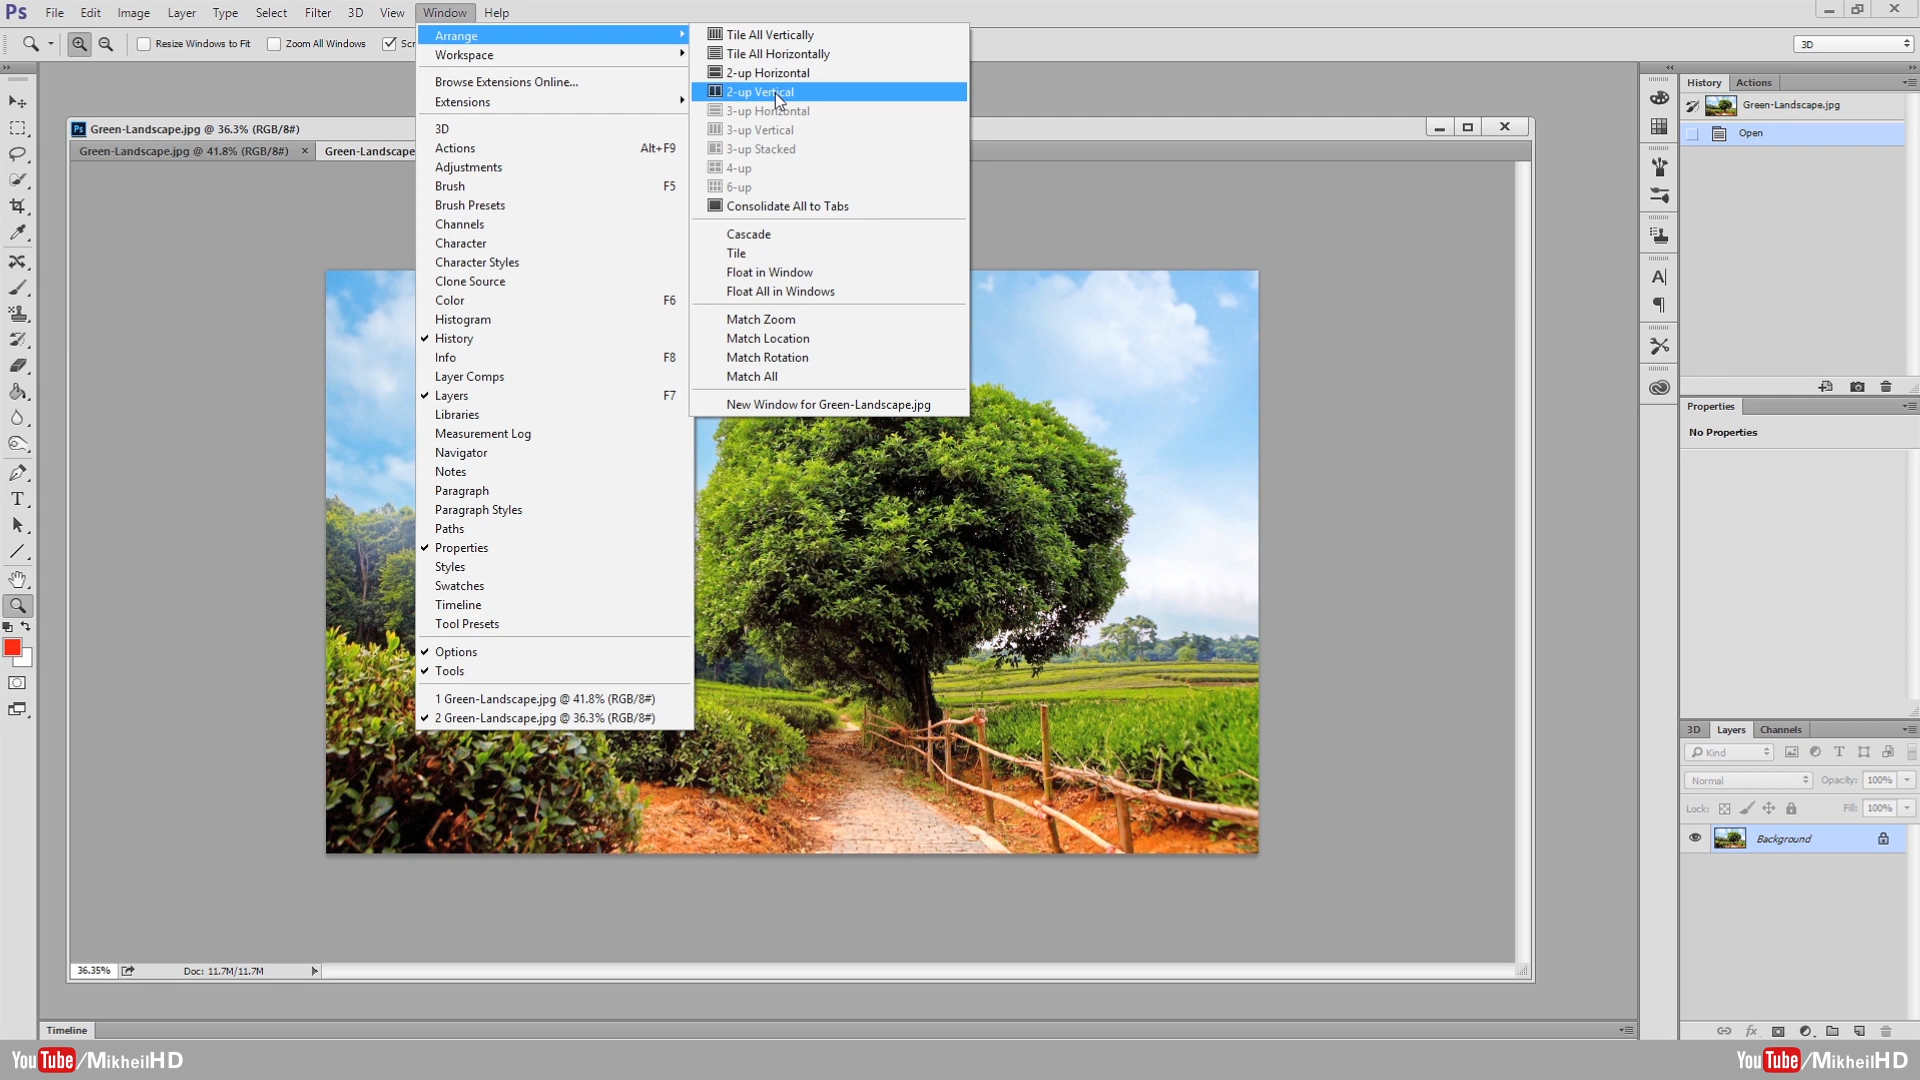 Ps File Edit Image Layer Type Select Filter 3D View Window Help
Resize Windows to Fit Zoom All Windows Scr 3D
Arrange
Workspace
Browse Extensions Online...
Extensions
3D
Actions Alt+F9
Adjustments
Brush F5
Brush Presets
Channels
Character
Character Styles
Clone Source
Color F6
Histogram
History
Info F8
Layer Comps
Layers F7
Libraries
Measurement Log
Navigator
Notes
Paragraph
Paragraph Styles
Paths
Properties
Styles
Swatches
Timeline
Tool Presets
Options
Tools
1 Green-Landscape.jpg @ 41.8% (RGB/8#)
2 Green-Landscape.jpg @ 36.3% (RGB/8#)
Tile All Vertically
Tile All Horizontally
2-up Horizontal
2-up Vertical
3-up Horizontal
3-up Vertical
3-up Stacked
4-up
6-up
Consolidate All to Tabs
Cascade
Tile
Float in Window
Float All in Windows
Match Zoom
Match Location
Match Rotation
Match All
New Window for Green-Landscape.jpg
Ps Green-Landscape.jpg @ 36.3% (RGB/8#)
Green-Landscape.jpg @ 41.8% (RGB/8#) × Green-Landscape
36.35% Doc: 11.7M/11.7M
Timeline
History Actions
Green-Landscape.jpg
Open
Properties
No Properties
3D Layers Channels
Kind
Normal Opacity: 100%
Lock: Fill: 100%
Background
YouTube/MikheilHD YouTube/MikheilHD